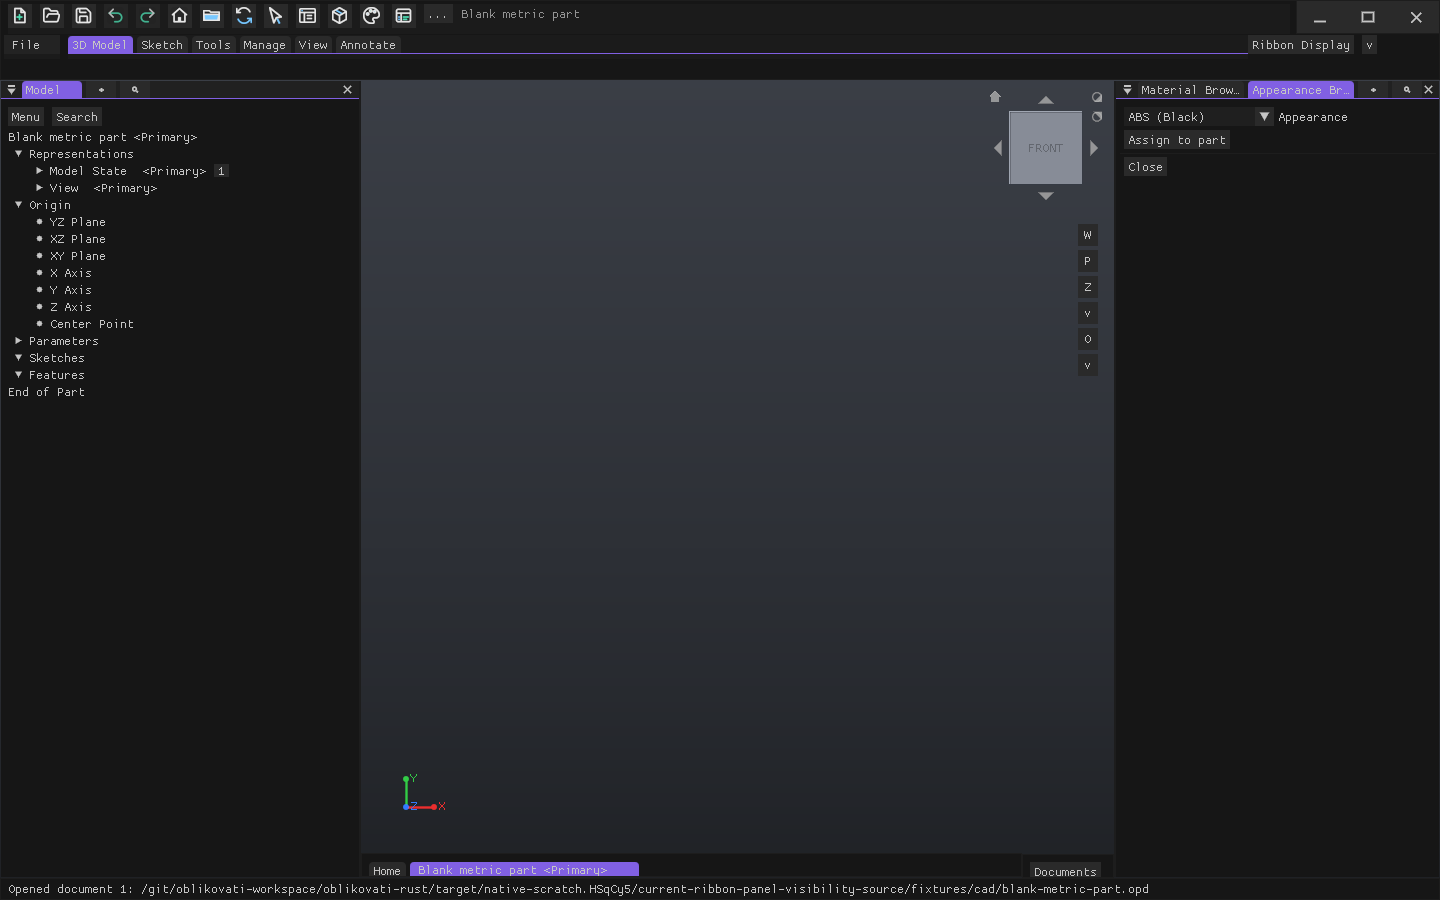 ... Blank metric part
File 3D Model Sketch Tools Manage View Annotate Ribbon Display v
Model
Menu Search
Blank metric part <Primary>
Representations
Model State <Primary> 1
View <Primary>
Origin
YZ Plane
XZ Plane
XY Plane
X Axis
Y Axis
Z Axis
Center Point
Parameters
Sketches
Features
End of Part
FRONT
W
P
Z
v
O
v
Y
Z X
Material Brow… Appearance Br…
ABS (Black) Appearance
Assign to part
Close
Home Blank metric part <Primary> Documents
Opened document 1: /git/oblikovati-workspace/oblikovati-rust/target/native-scratch.HSqCy5/current-ribbon-panel-visibility-source/fixtures/cad/blank-metric-part.opd